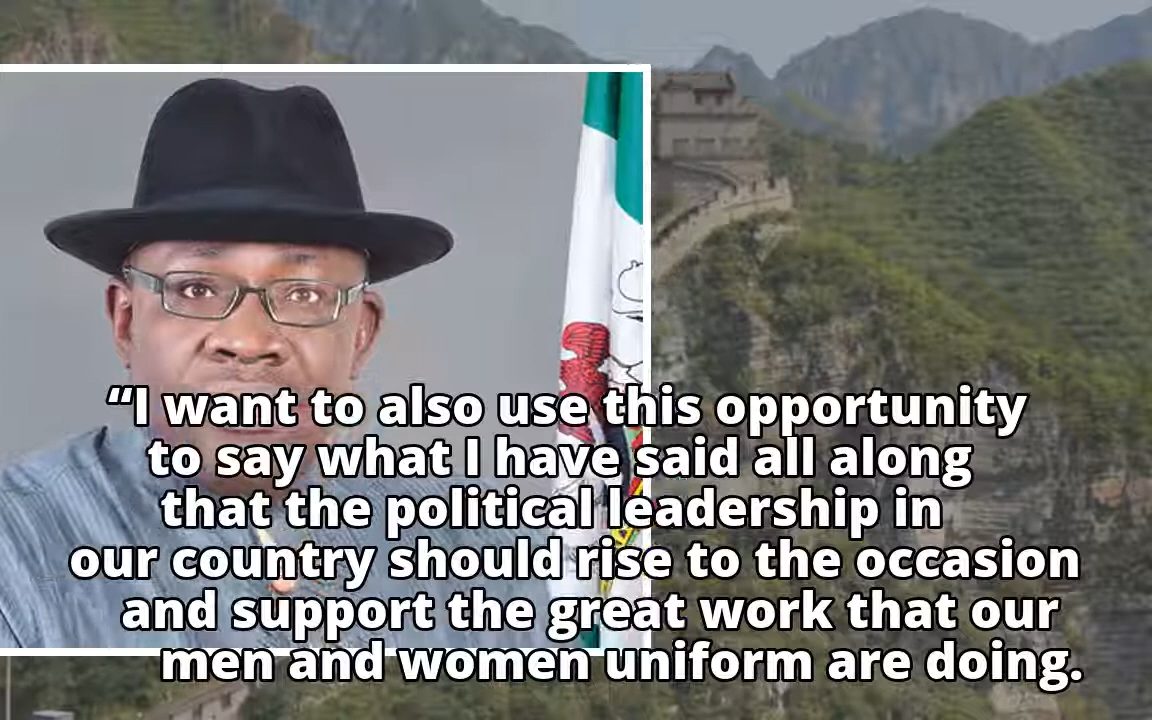 “I want to also use this opportunity
to say what I have said all along
that the political leadership in
our country should rise to the occasion
and support the great work that our
men and women uniform are doing.